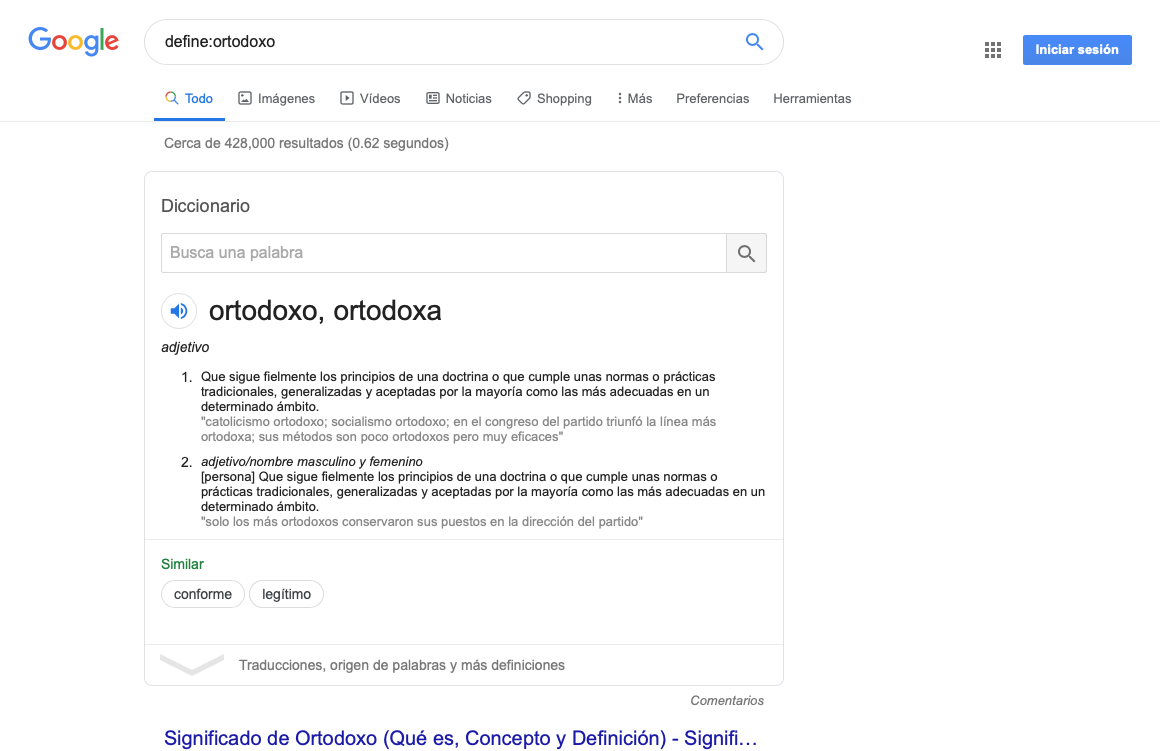 Google
define:ortodoxo
Iniciar sesión
Todo Imágenes Vídeos Noticias Shopping Más Preferencias Herramientas
Cerca de 428,000 resultados (0.62 segundos)
Diccionario
Busca una palabra
ortodoxo, ortodoxa
adjetivo
1. Que sigue fielmente los principios de una doctrina o que cumple unas normas o prácticas
tradicionales, generalizadas y aceptadas por la mayoría como las más adecuadas en un
determinado ámbito.
"catolicismo ortodoxo; socialismo ortodoxo; en el congreso del partido triunfó la línea más
ortodoxa; sus métodos son poco ortodoxos pero muy eficaces"
2. adjetivo/nombre masculino y femenino
[persona] Que sigue fielmente los principios de una doctrina o que cumple unas normas o
prácticas tradicionales, generalizadas y aceptadas por la mayoría como las más adecuadas en un
determinado ámbito.
"solo los más ortodoxos conservaron sus puestos en la dirección del partido"
Similar
conforme legítimo
Traducciones, origen de palabras y más definiciones
Comentarios
Significado de Ortodoxo (Qué es, Concepto y Definición) - Signifi…